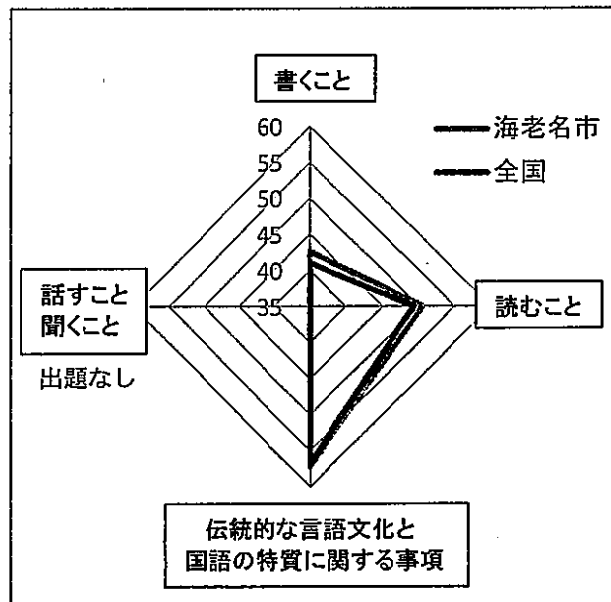 書くこと
60
55
50
45
40
35
海老名市
全国
話すこと
聞くこと
出題なし
読むこと
伝統的な言語文化と
国語の特質に関する事項